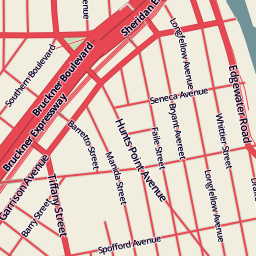 Sheridan E
Longfellow Avenue
Bruckner Boulevard
Southern Boulevard
Edgewater Road
Seneca Avenue
Bruckner Expressway
Bryant Avenue
Whittier Street
Faile Street
Hunts Point Avenue
Barretto Street
Manida Street
Garrison Avenue
Tiffany Street
Longfellow Avenue
Barry Street
Spofford Avenue